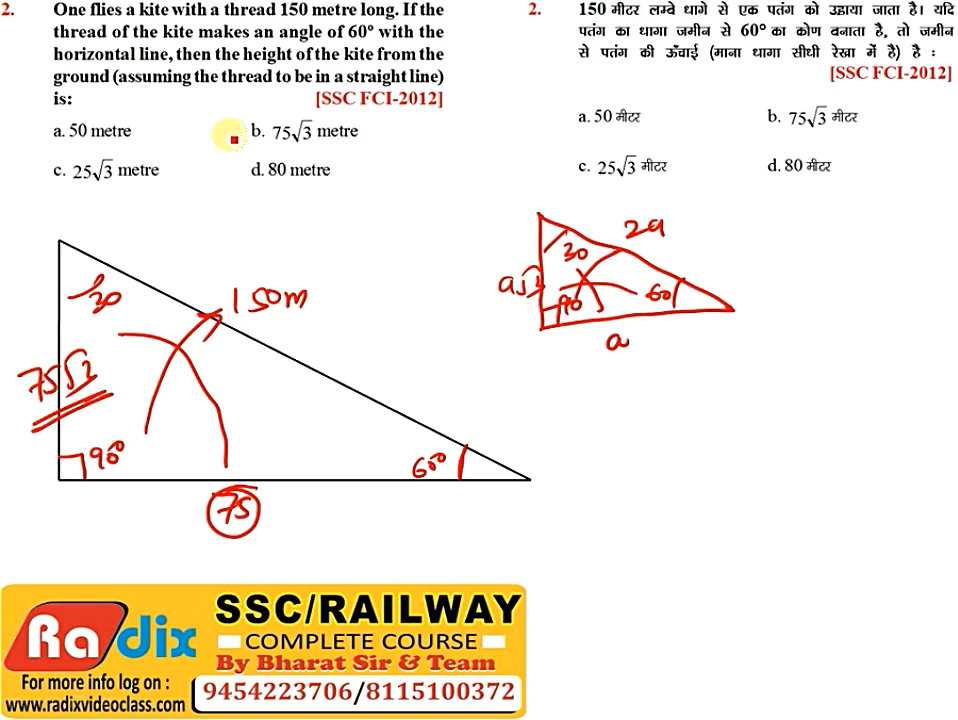 2. One flies a kite with a thread 150 metre long. If the
thread of the kite makes an angle of 60° with the
horizontal line, then the height of the kite from the
ground (assuming the thread to be in a straight line)
is: [SSC FCI-2012]
a. 50 metre b. 75√3 metre
c. 25√3 metre d. 80 metre
2. 150 मीटर लम्बे धागे से एक पतंग को उड़ाया जाता है। यदि
पतंग का धागा जमीन से 60° का कोण बनाता है, तो जमीन
से पतंग की ऊँचाई (माना धागा सीधी रेखा में है) है :
[SSC FCI-2012]
a. 50 मीटर b. 75√3 मीटर
c. 25√3 मीटर d. 80 मीटर
30
150m
75√3
90°
60°
75
2a
30
a√3
90
60
a
Radix
For more info log on :
www.radixvideoclass.com
SSC/RAILWAY
COMPLETE COURSE
By Bharat Sir & Team
9454223706/8115100372